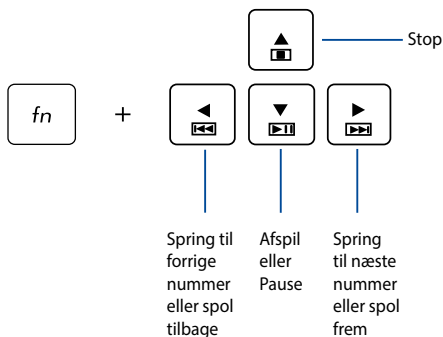 Stop
fn +
Spring til
forrige
nummer
eller spol
tilbage
Afspil
eller
Pause
Spring
til næste
nummer
eller spol
frem